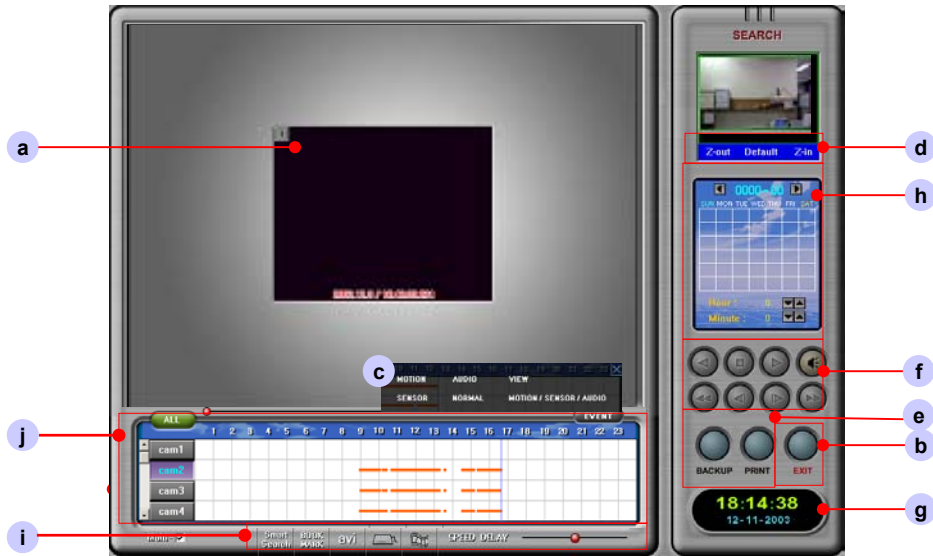 SEARCH
a
Z-out Default Z-in
d
0000-00
h
SUN MON TUE WED THU FRI SAT
Hour : 0
Minute : 0
c
MOTION AUDIO VIEW
SENSOR NORMAL MOTION / SENSOR / AUDIO
f
ALL
EVENT
e
j
1 2 3 4 5 6 7 8 9 10 11 12 13 14 15 16 17 18 19 20 21 22 23
b
cam1
cam2
cam3
cam4
BACKUP PRINT EXIT
18:14:38
12-11-2003
g
i
Smart Search
BOOK MARK
avi
SPEED DELAY